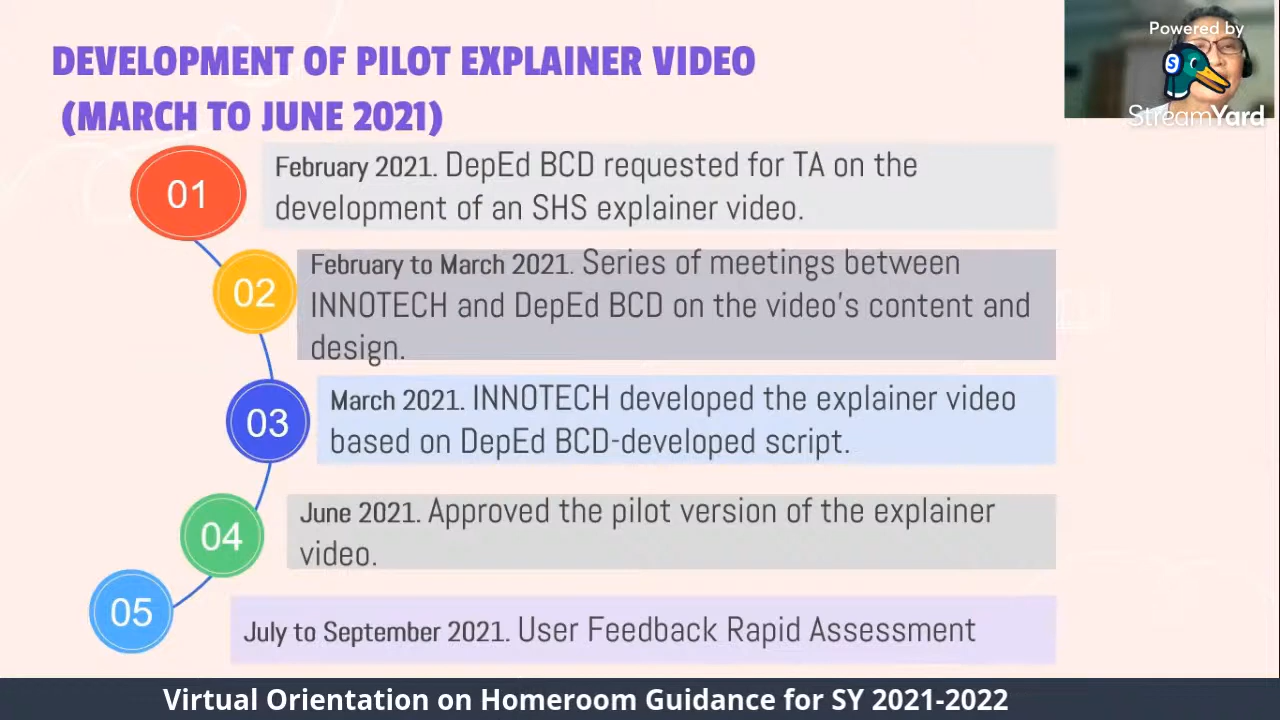 Powered by
S
StreamYard
DEVELOPMENT OF PILOT EXPLAINER VIDEO
(MARCH TO JUNE 2021)
01
February 2021. DepEd BCD requested for TA on the
development of an SHS explainer video.
02
February to March 2021. Series of meetings between
INNOTECH and DepEd BCD on the video's content and
design.
03
March 2021. INNOTECH developed the explainer video
based on DepEd BCD-developed script.
04
June 2021. Approved the pilot version of the explainer
video.
05
July to September 2021. User Feedback Rapid Assessment
Virtual Orientation on Homeroom Guidance for SY 2021-2022